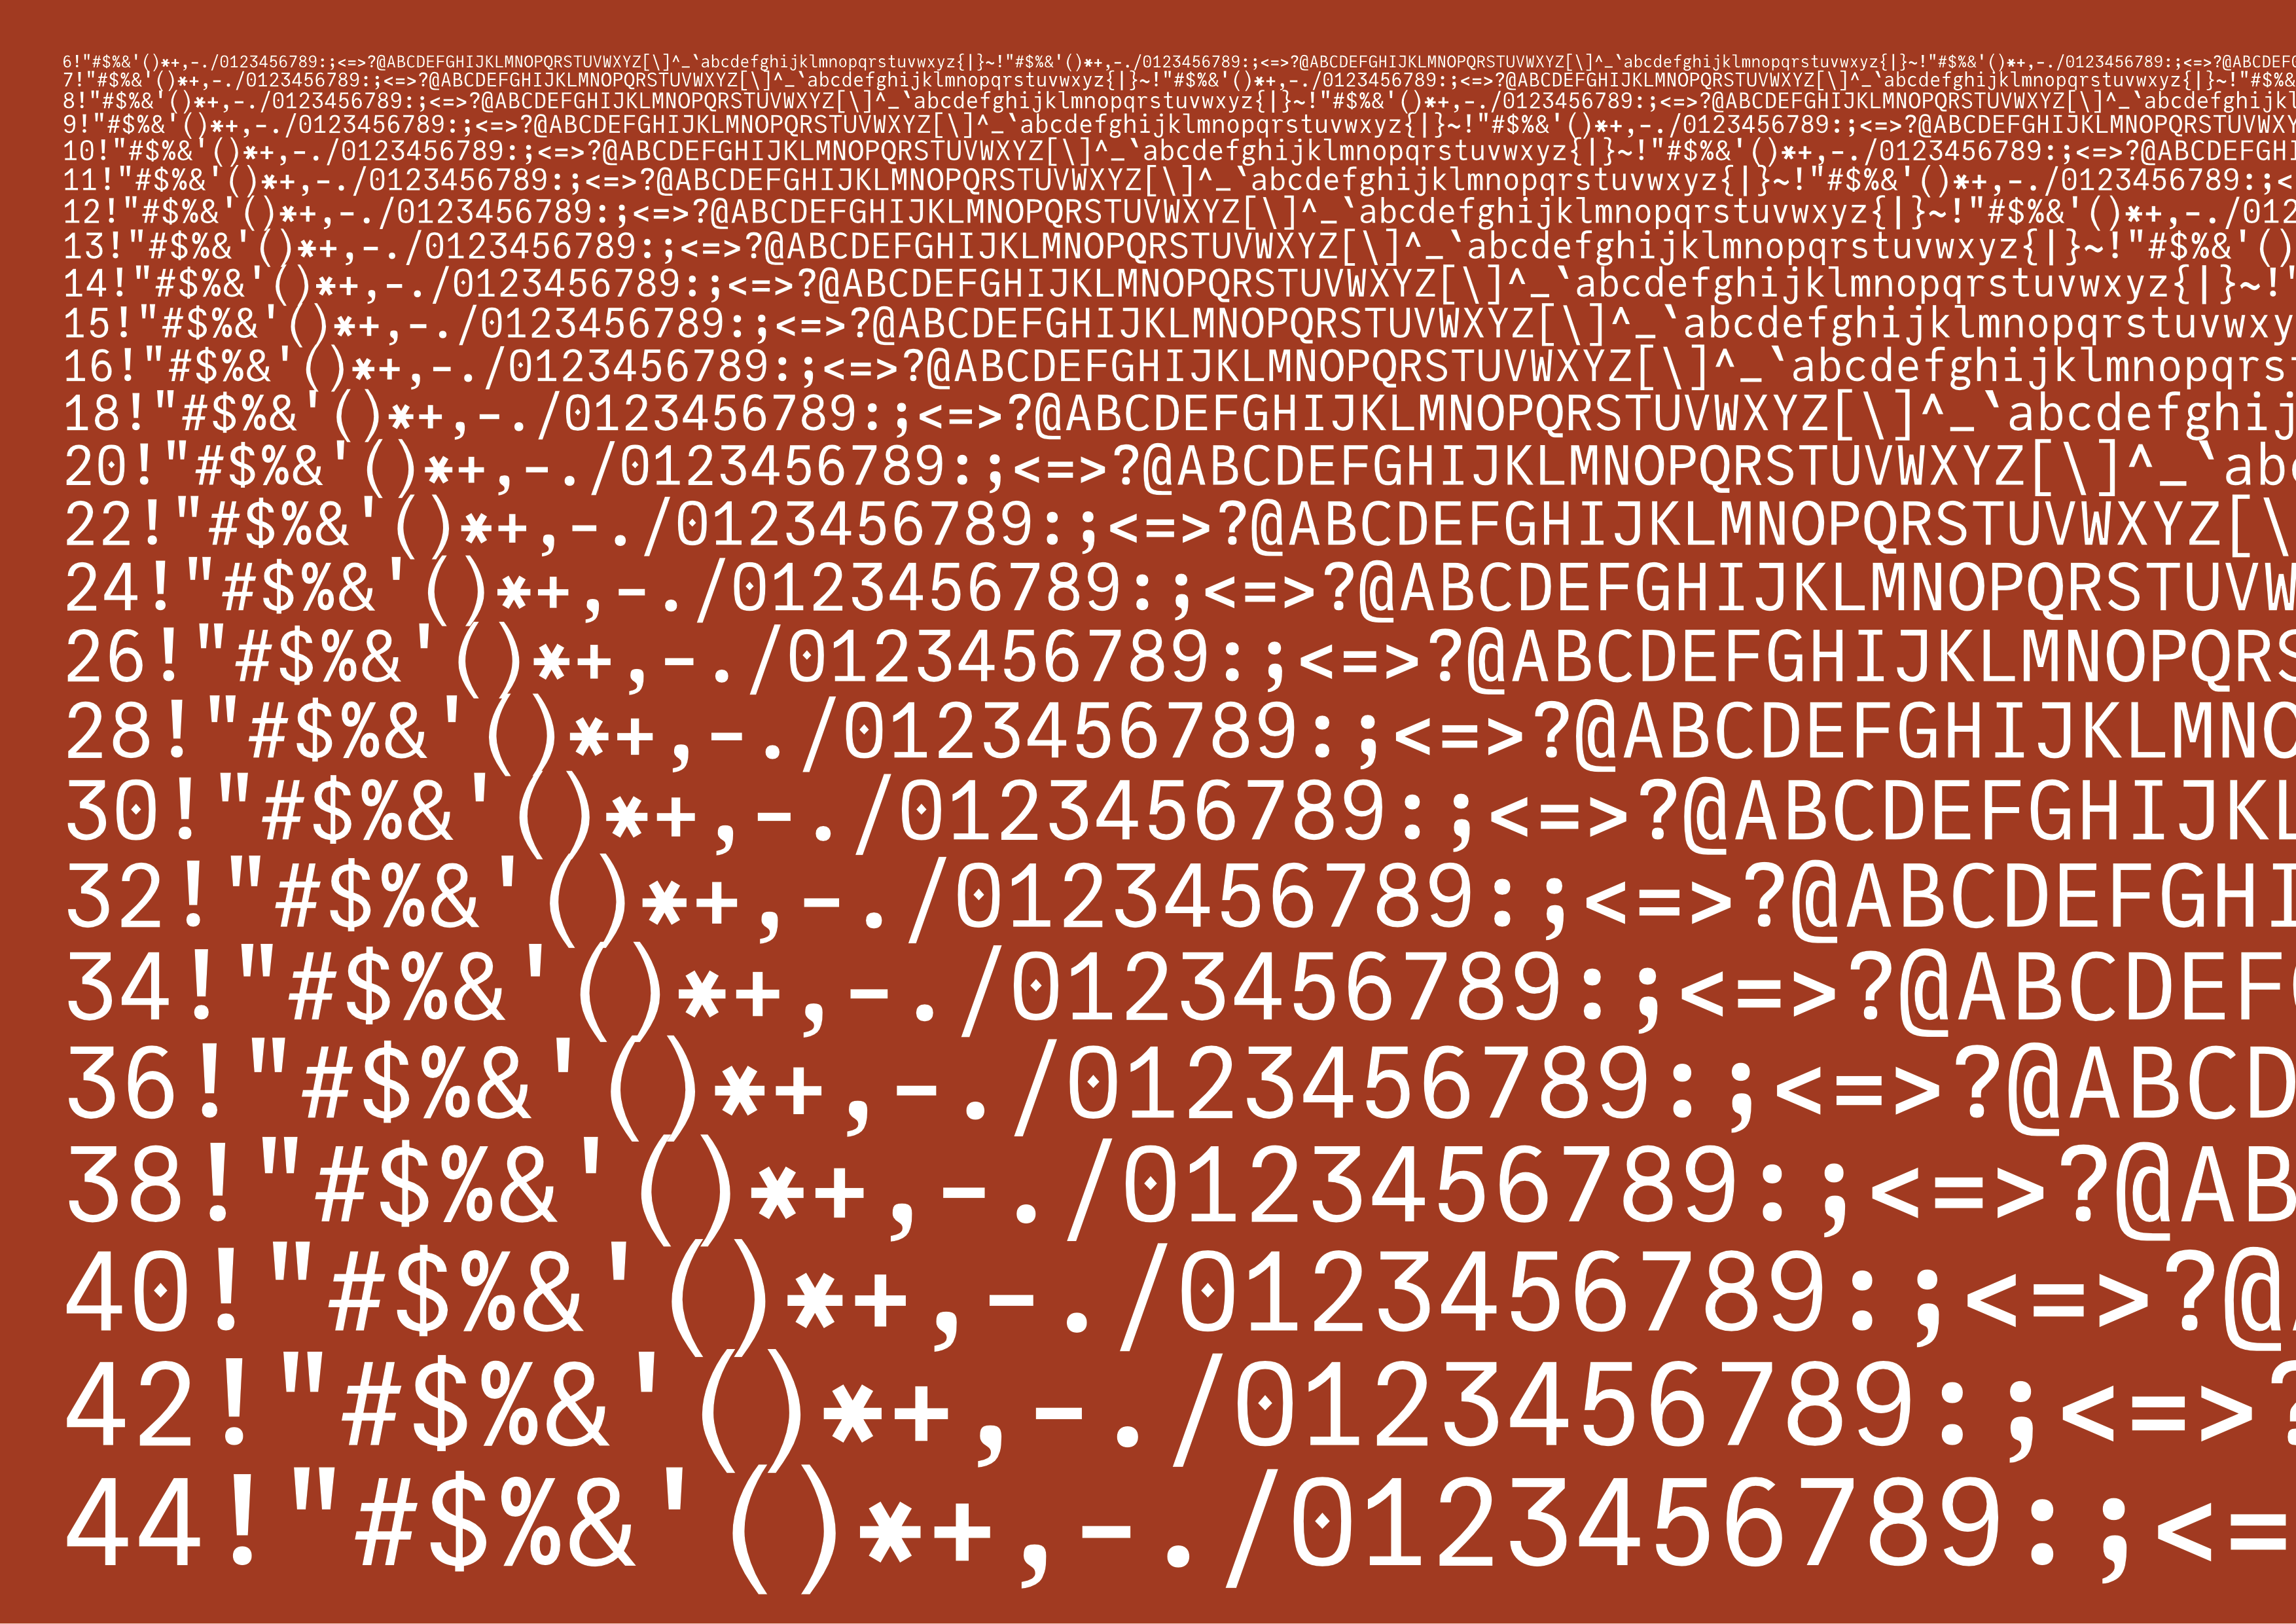 6!"#$%&'()*+,-./0123456789:;<=>?@ABCDEFGHIJKLMNOPQRSTUVWXYZ[\]^_`abcdefghijklmnopqrstuvwxyz{|}~!"#$%&'()*+,-./0123456789:;<=>?@ABCDEFGHIJKLMNOPQRSTUVWXYZ[\]^_`abcdefghijklmnopqrstuvwxyz{|}~!"#$%&'()*+,-./0123456789:;<=>?@ABCDEFG
7!"#$%&'()*+,-./0123456789:;<=>?@ABCDEFGHIJKLMNOPQRSTUVWXYZ[\]^_`abcdefghijklmnopqrstuvwxyz{|}~!"#$%&'()*+,-./0123456789:;<=>?@ABCDEFGHIJKLMNOPQRSTUVWXYZ[\]^_`abcdefghijklmnopqrstuvwxyz{|}~!"#$%&
8!"#$%&'()*+,-./0123456789:;<=>?@ABCDEFGHIJKLMNOPQRSTUVWXYZ[\]^_`abcdefghijklmnopqrstuvwxyz{|}~!"#$%&'()*+,-./0123456789:;<=>?@ABCDEFGHIJKLMNOPQRSTUVWXYZ[\]^_`abcdefghijkl
9!"#$%&'()*+,-./0123456789:;<=>?@ABCDEFGHIJKLMNOPQRSTUVWXYZ[\]^_`abcdefghijklmnopqrstuvwxyz{|}~!"#$%&'()*+,-./0123456789:;<=>?@ABCDEFGHIJKLMNOPQRSTUVWXY
10!"#$%&'()*+,-./0123456789:;<=>?@ABCDEFGHIJKLMNOPQRSTUVWXYZ[\]^_`abcdefghijklmnopqrstuvwxyz{|}~!"#$%&'()*+,-./0123456789:;<=>?@ABCDEFGHI
11!"#$%&'()*+,-./0123456789:;<=>?@ABCDEFGHIJKLMNOPQRSTUVWXYZ[\]^_`abcdefghijklmnopqrstuvwxyz{|}~!"#$%&'()*+,-./0123456789:;<
12!"#$%&'()*+,-./0123456789:;<=>?@ABCDEFGHIJKLMNOPQRSTUVWXYZ[\]^_`abcdefghijklmnopqrstuvwxyz{|}~!"#$%&'()*+,-./012
13!"#$%&'()*+,-./0123456789:;<=>?@ABCDEFGHIJKLMNOPQRSTUVWXYZ[\]^_`abcdefghijklmnopqrstuvwxyz{|}~!"#$%&'()
14!"#$%&'()*+,-./0123456789:;<=>?@ABCDEFGHIJKLMNOPQRSTUVWXYZ[\]^_`abcdefghijklmnopqrstuvwxyz{|}~!"
15!"#$%&'()*+,-./0123456789:;<=>?@ABCDEFGHIJKLMNOPQRSTUVWXYZ[\]^_`abcdefghijklmnopqrstuvwxy
16!"#$%&'()*+,-./0123456789:;<=>?@ABCDEFGHIJKLMNOPQRSTUVWXYZ[\]^_`abcdefghijklmnopqrst
18!"#$%&'()*+,-./0123456789:;<=>?@ABCDEFGHIJKLMNOPQRSTUVWXYZ[\]^_`abcdefghij
20!"#$%&'()*+,-./0123456789:;<=>?@ABCDEFGHIJKLMNOPQRSTUVWXYZ[\]^_`abc
22!"#$%&'()*+,-./0123456789:;<=>?@ABCDEFGHIJKLMNOPQRSTUVWXYZ[\
24!"#$%&'()*+,-./0123456789:;<=>?@ABCDEFGHIJKLMNOPQRSTUVW
26!"#$%&'()*+,-./0123456789:;<=>?@ABCDEFGHIJKLMNOPQRS
28!"#$%&'()*+,-./0123456789:;<=>?@ABCDEFGHIJKLMNO
30!"#$%&'()*+,-./0123456789:;<=>?@ABCDEFGHIJKL
32!"#$%&'()*+,-./0123456789:;<=>?@ABCDEFGHI
34!"#$%&'()*+,-./0123456789:;<=>?@ABCDEFG
36!"#$%&'()*+,-./0123456789:;<=>?@ABCD
38!"#$%&'()*+,-./0123456789:;<=>?@AB
40!"#$%&'()*+,-./0123456789:;<=>?@A
42!"#$%&'()*+,-./0123456789:;<=>?
44!"#$%&'()*+,-./0123456789:;<=